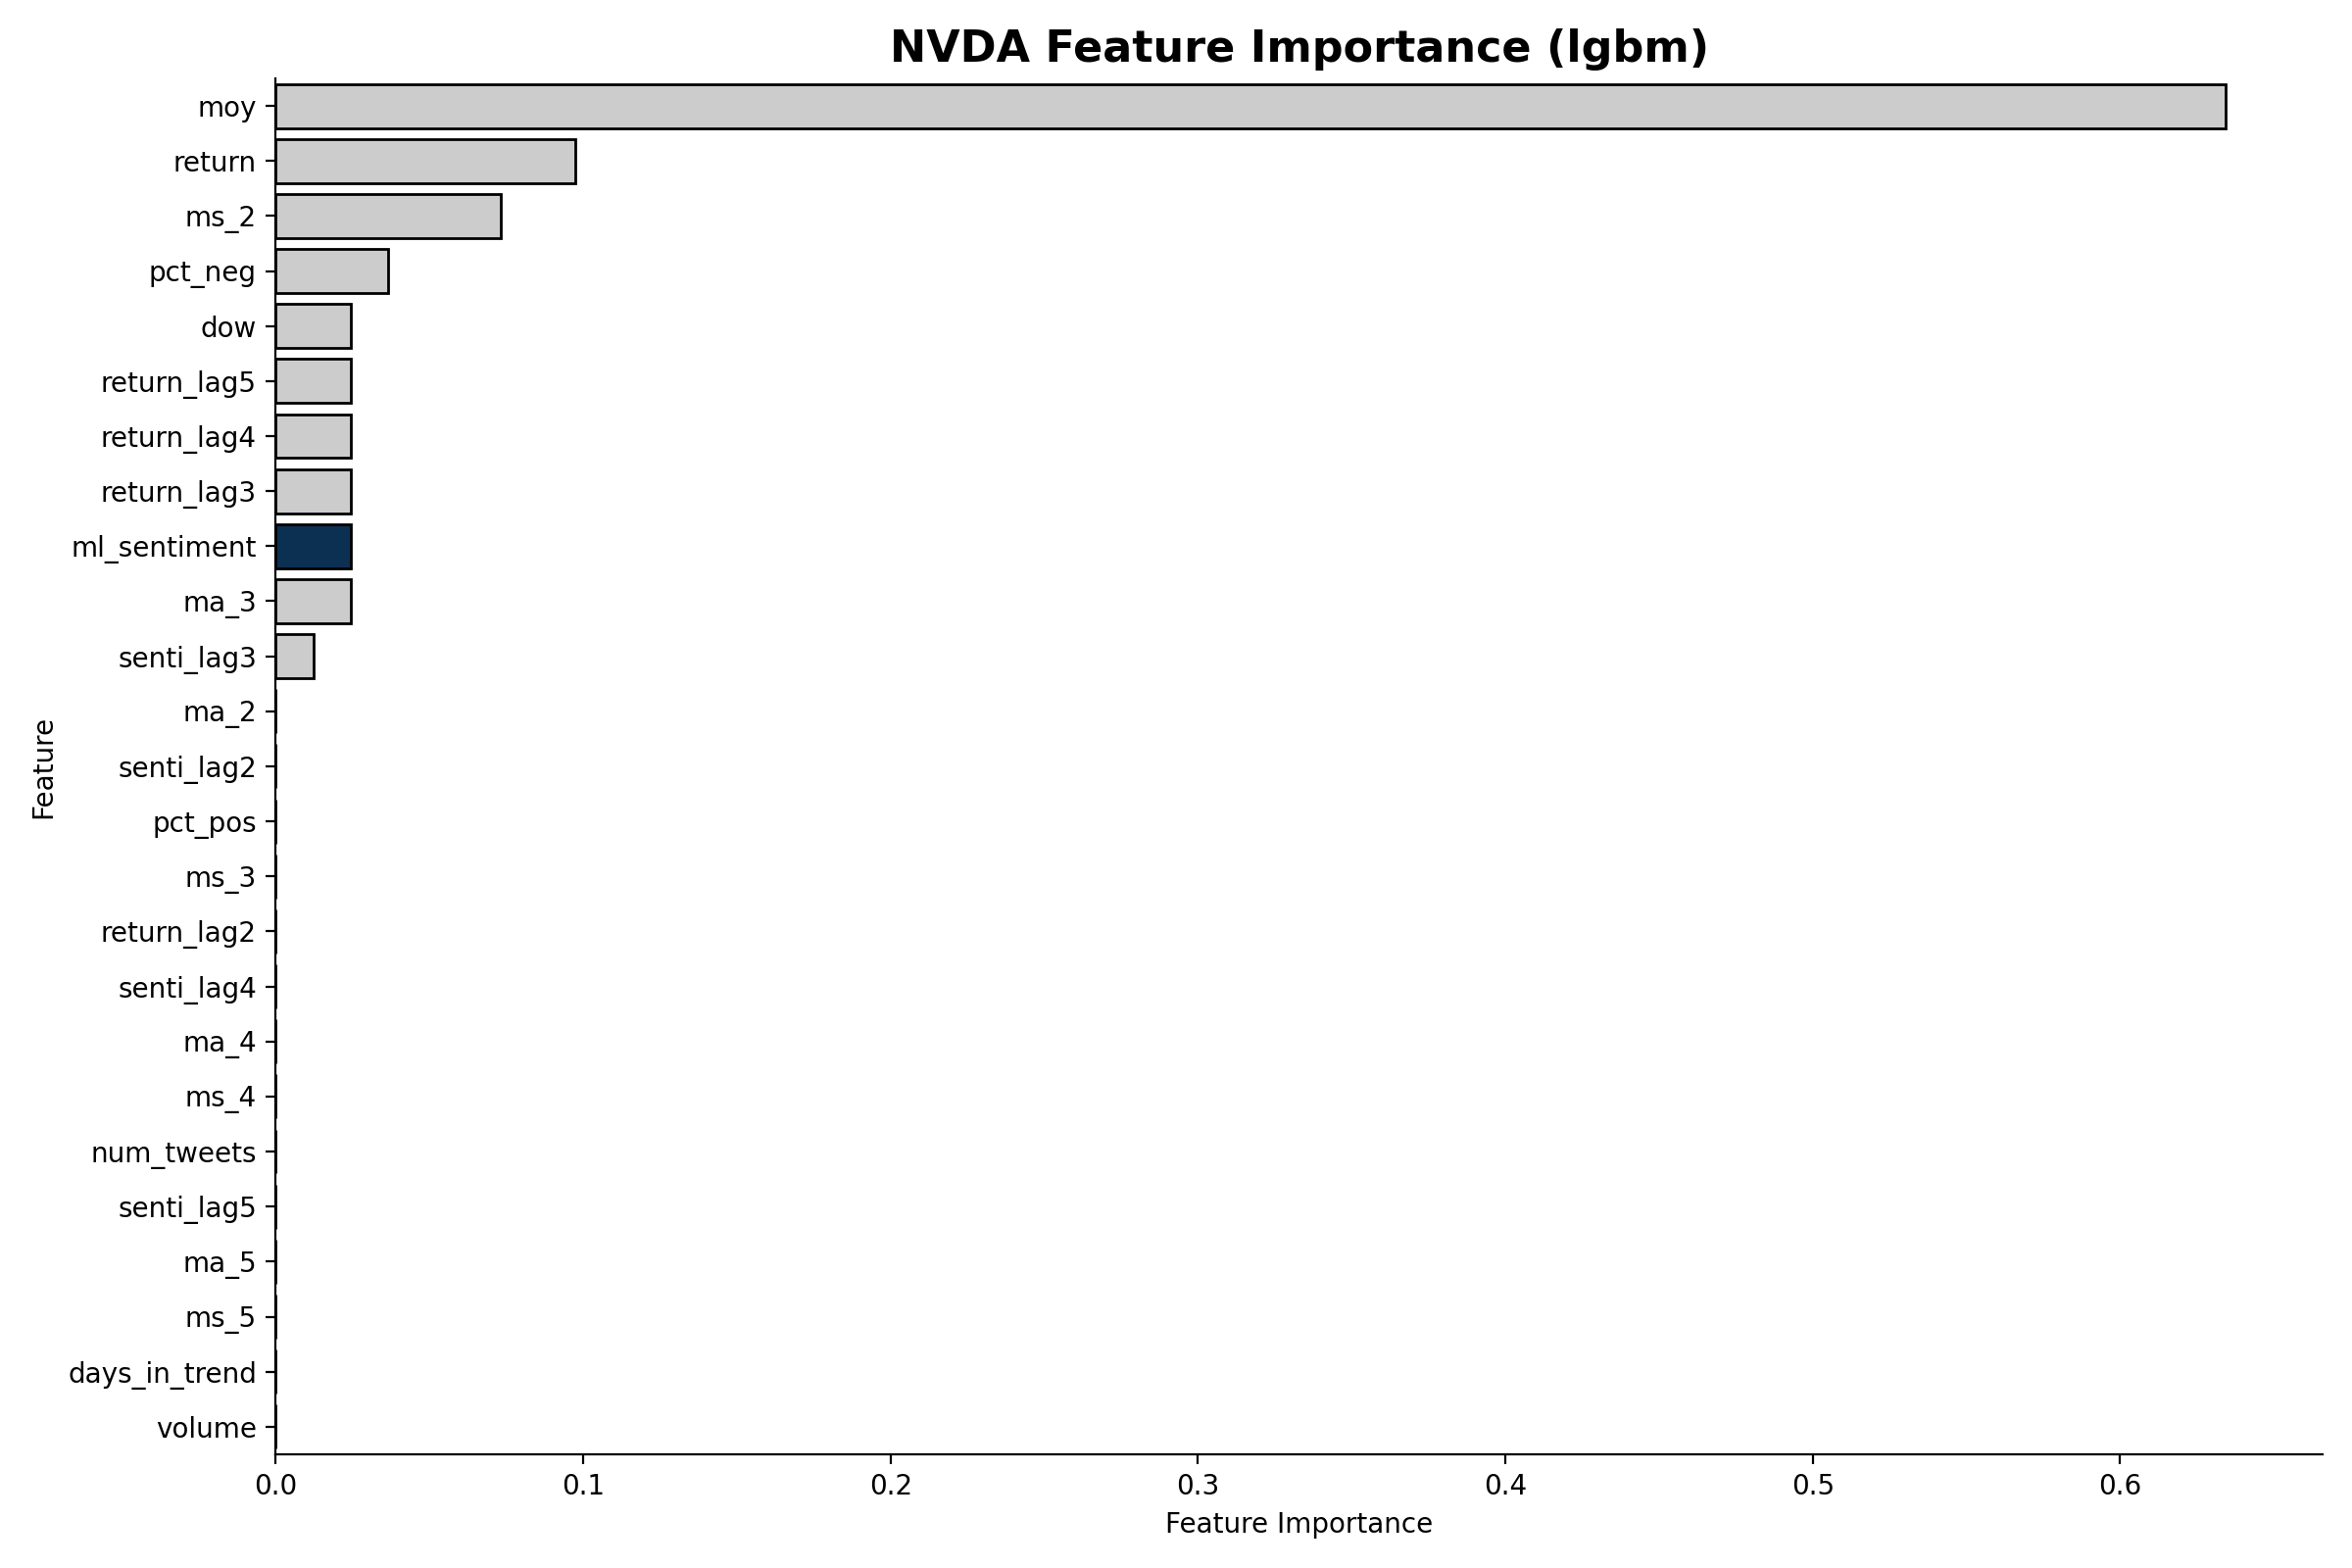 NVDA Feature Importance (lgbm)
moy
return
ms_2
pct_neg
dow
return_lag5
return_lag4
return_lag3
ml_sentiment
ma_3
senti_lag3
ma_2
senti_lag2
pct_pos
ms_3
return_lag2
senti_lag4
ma_4
ms_4
num_tweets
senti_lag5
ma_5
ms_5
days_in_trend
volume
Feature
0.0 0.1 0.2 0.3 0.4 0.5 0.6
Feature Importance